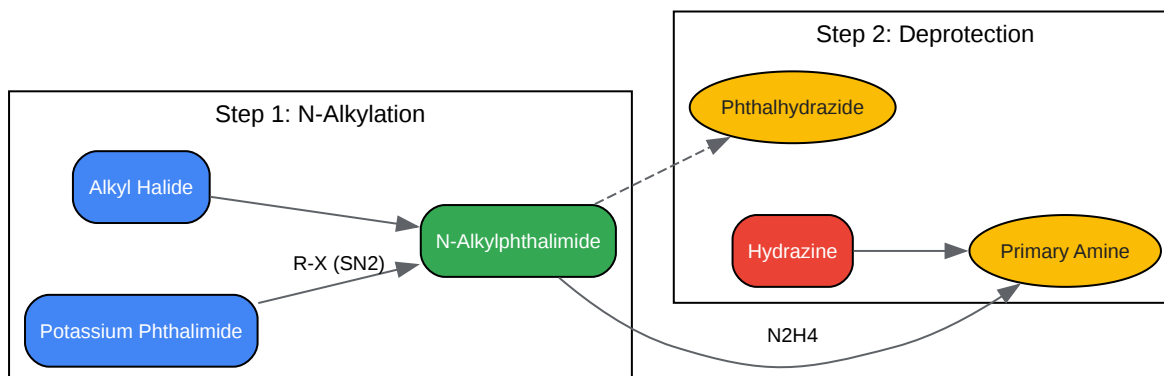 Step 1: N-Alkylation
Alkyl Halide
Potassium Phthalimide
R-X (SN2)
N-Alkylphthalimide
Step 2: Deprotection
Phthalhydrazide
Hydrazine
Primary Amine
N2H4